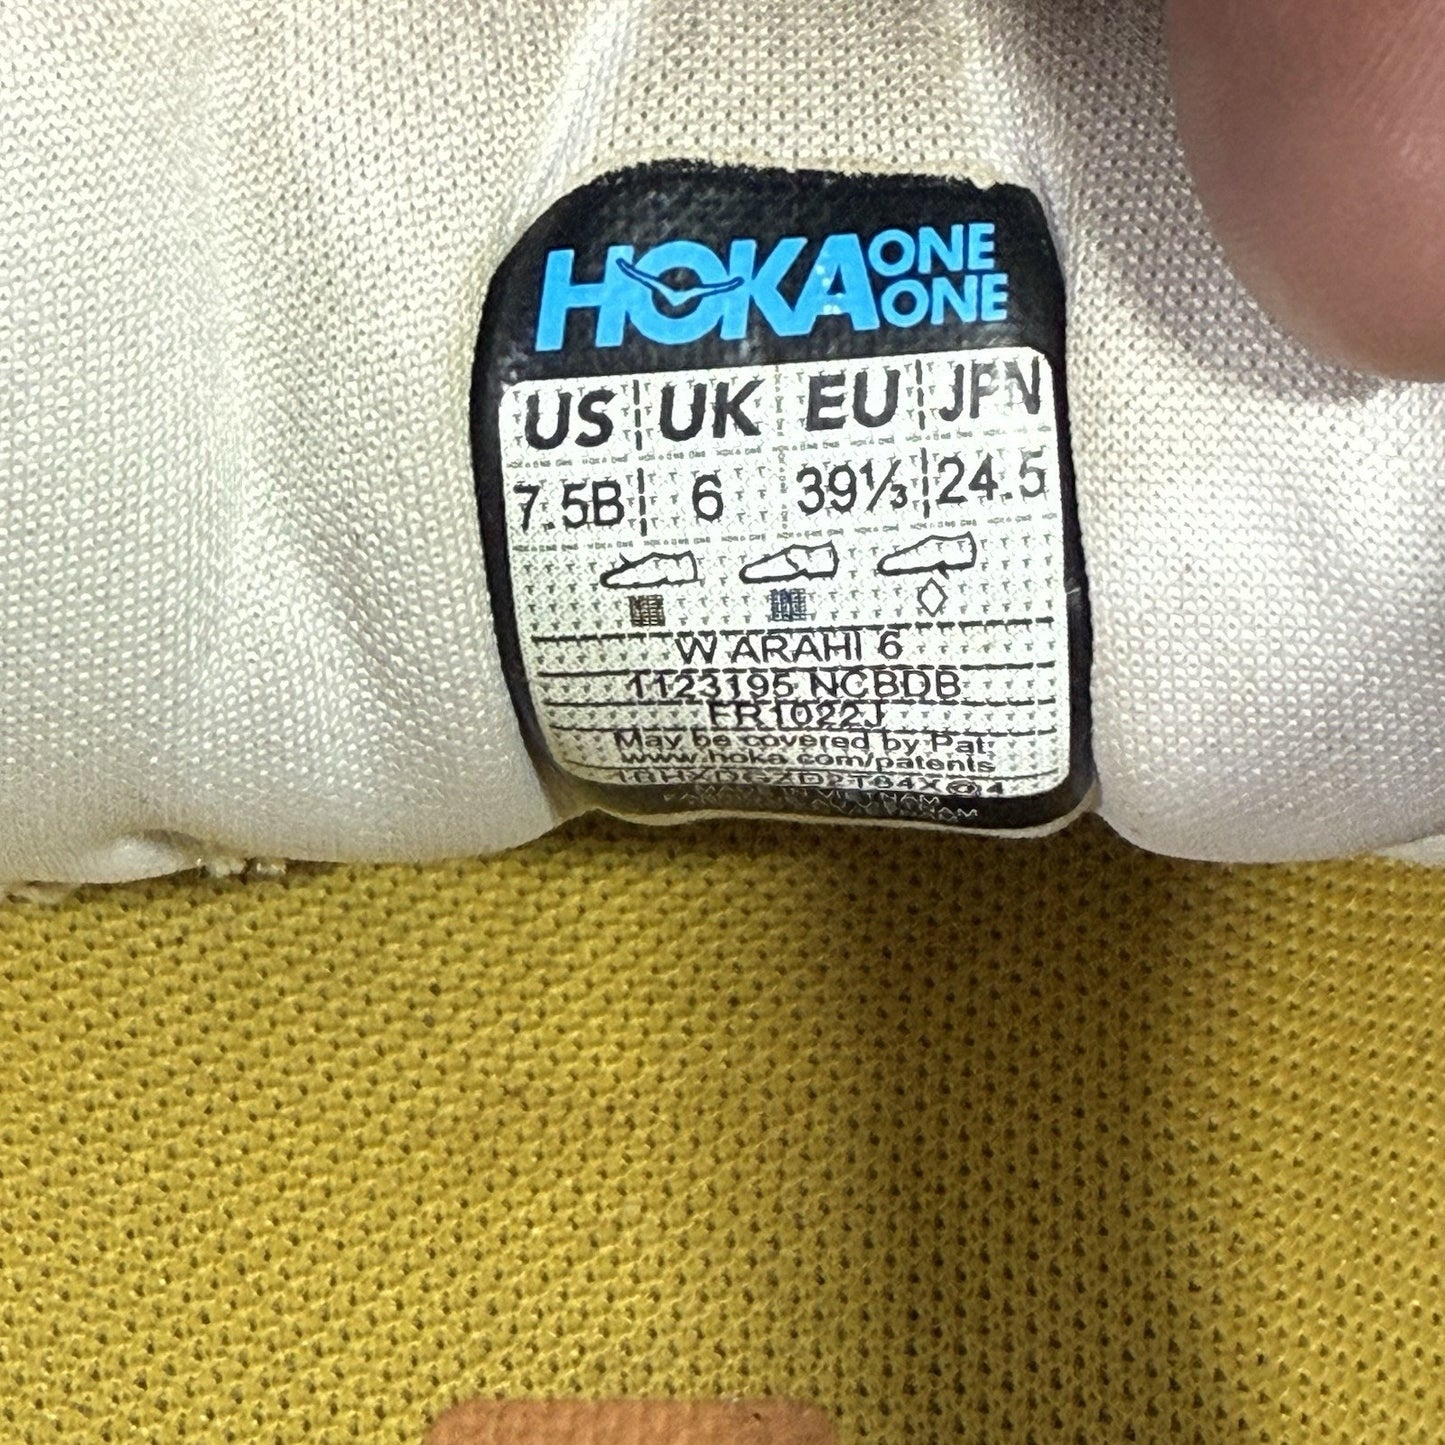 HOKA ONE ONE
US UK EU JPN
7.5B 6 39⅓ 24.5
W ARAHI 6
1123195 NCBDB
FR1022J
May be covered by Pat:
www.hoka.com/patents